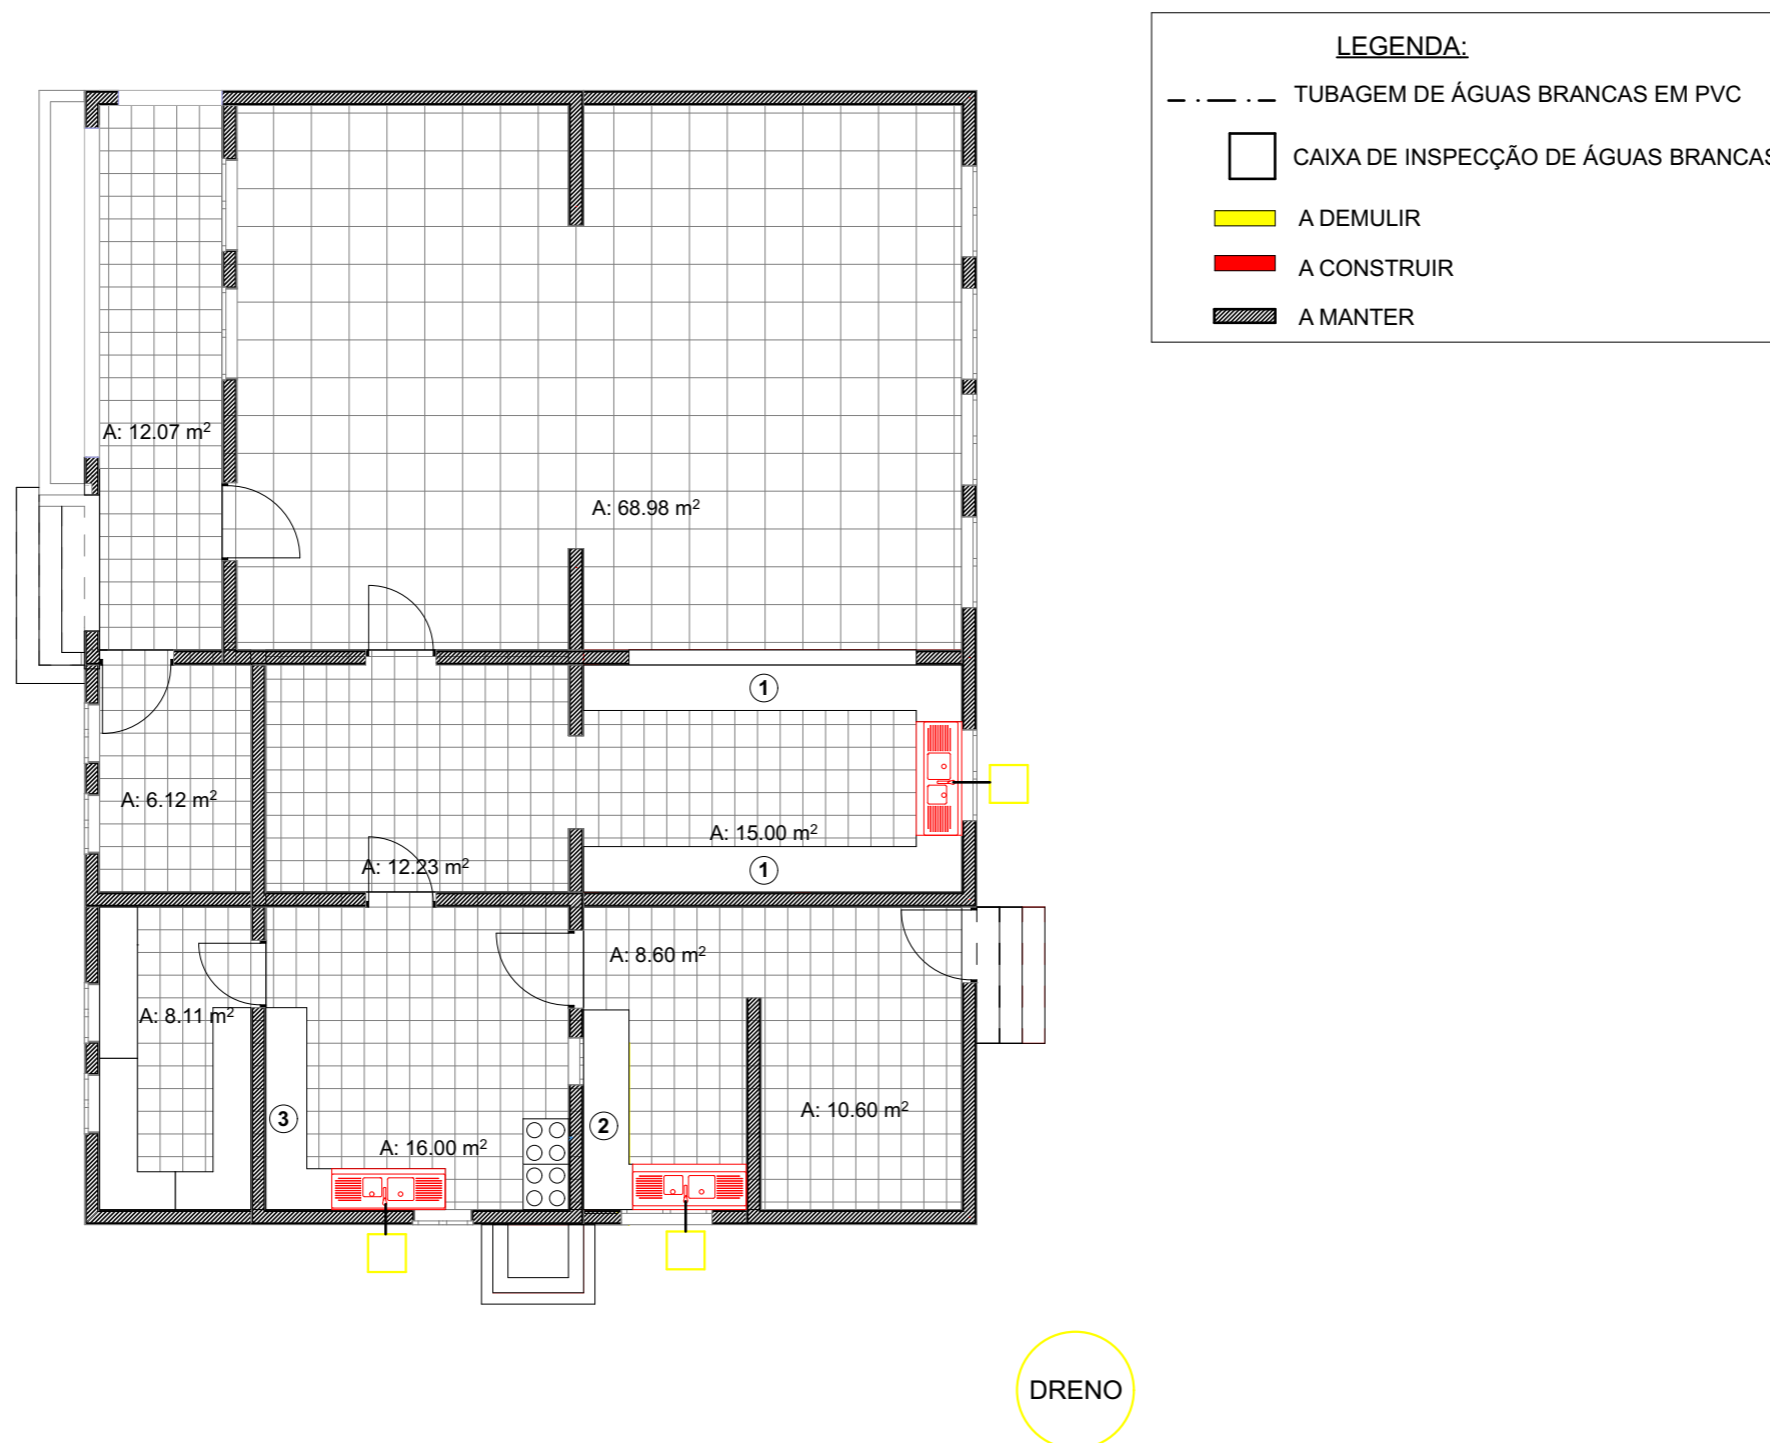 LEGENDA:
TUBAGEM DE ÁGUAS BRANCAS EM PVC
CAIXA DE INSPECÇÃO DE ÁGUAS BRANCAS
A DEMULIR
A CONSTRUIR
A MANTER
A: 12.07 m²
A: 68.98 m²
1
A: 6.12 m²
A: 15.00 m²
A: 12.23 m²
1
A: 8.60 m²
A: 8.11 m²
A: 10.60 m²
3
2
A: 16.00 m²
DRENO